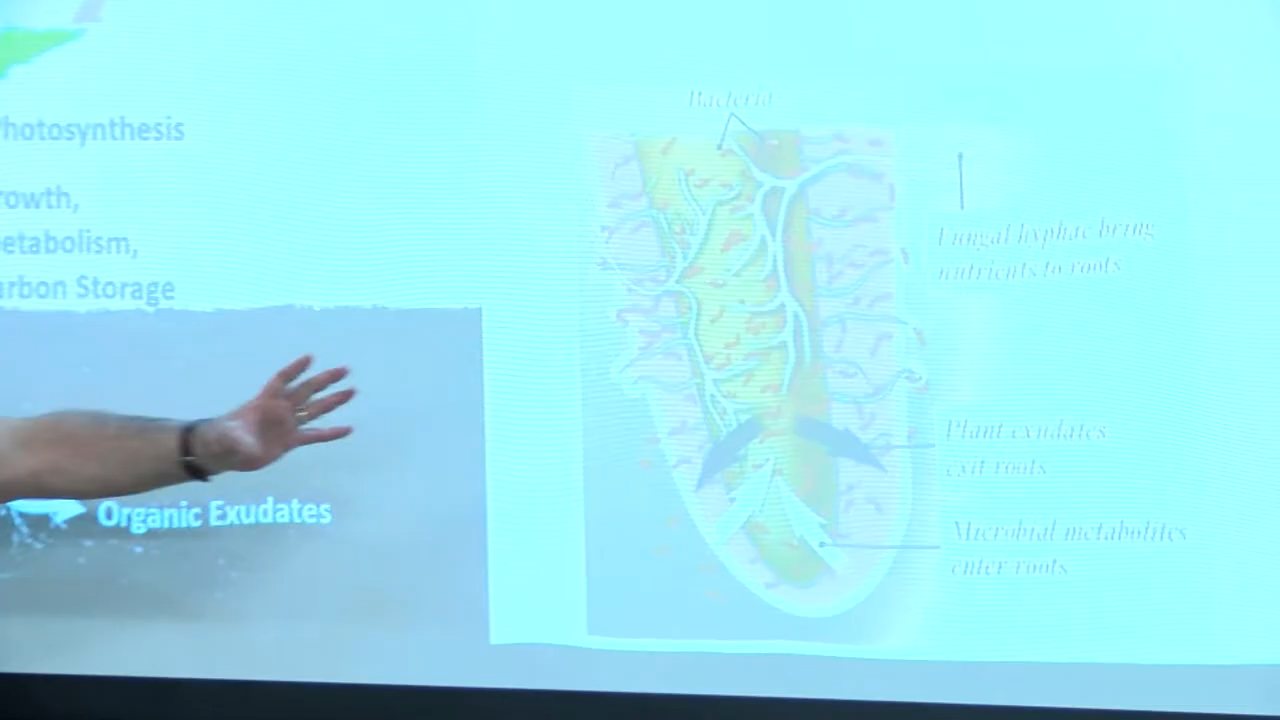 hotosynthesis
rowth,
etabolism,
arbon Storage
Organic Exudates
Bacteria
Fungal hyphae bring
nutrients to roots
Plant exudates
exit roots
Microbial metabolites
enter roots